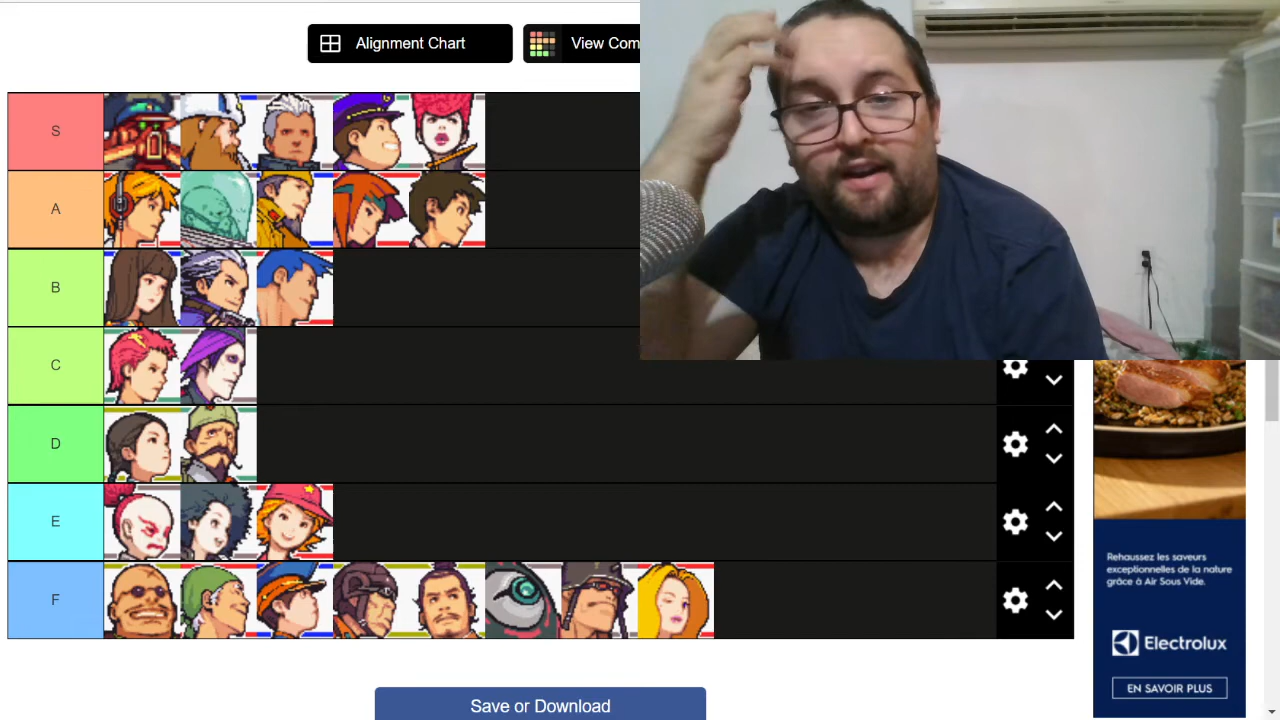 Alignment Chart
View Com
S
A
B
C
D
E
F
Rehaussez les saveurs
exceptionnelles de la nature
grâce à Air Sous Vide.
Electrolux
EN SAVOIR PLUS
Save or Download